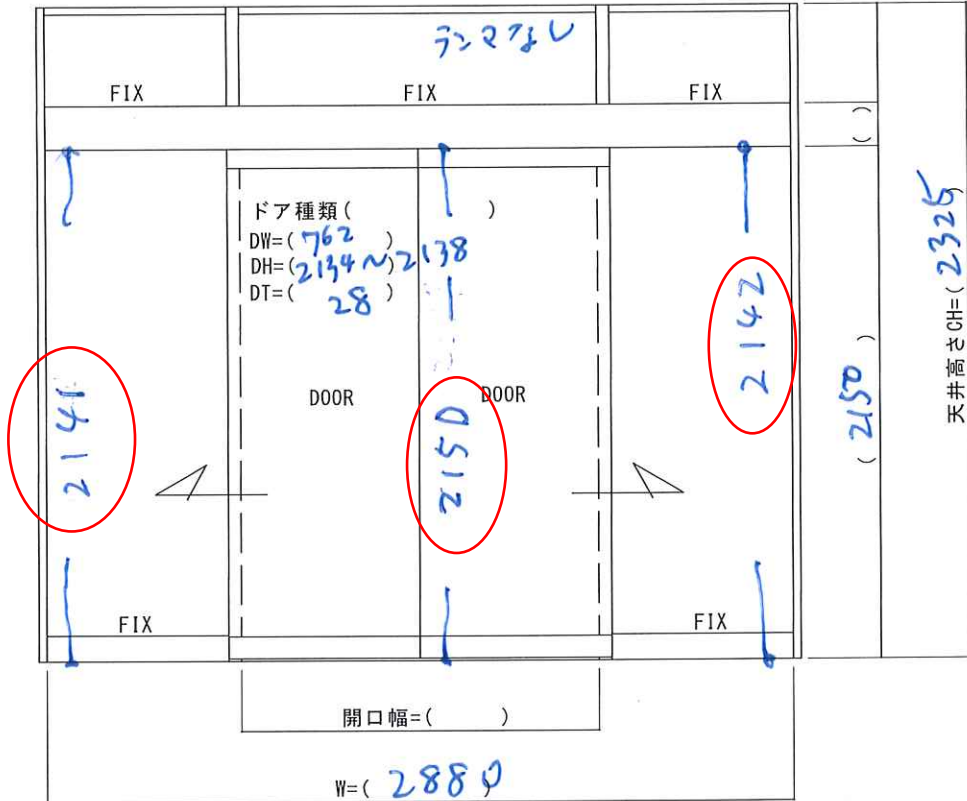 ランマなし
FIX FIX FIX
( )
ドア種類( )
DW=( 762 )
DH=(2134~)2138
DT=( 28 )
2141
2150
2142
DOOR DOOR
( 2150 )
天井高さCH=( 2325 )
FIX FIX
開口幅=( )
W=( 2880 )